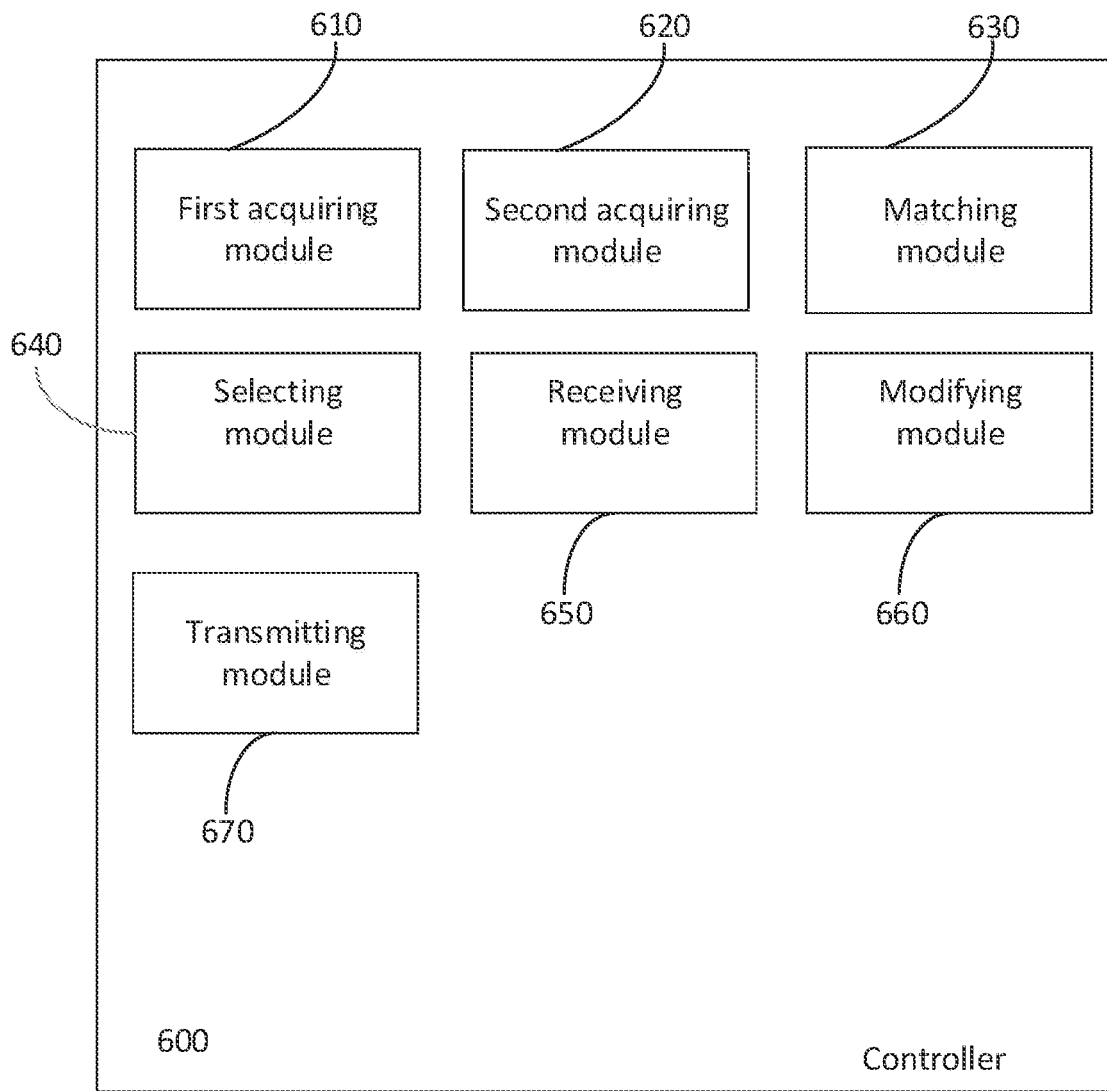 610
620
630
First acquiring
module
Second acquiring
module
Matching
module
640
Selecting
module
Receiving
module
Modifying
module
650
660
Transmitting
module
670
600
Controller